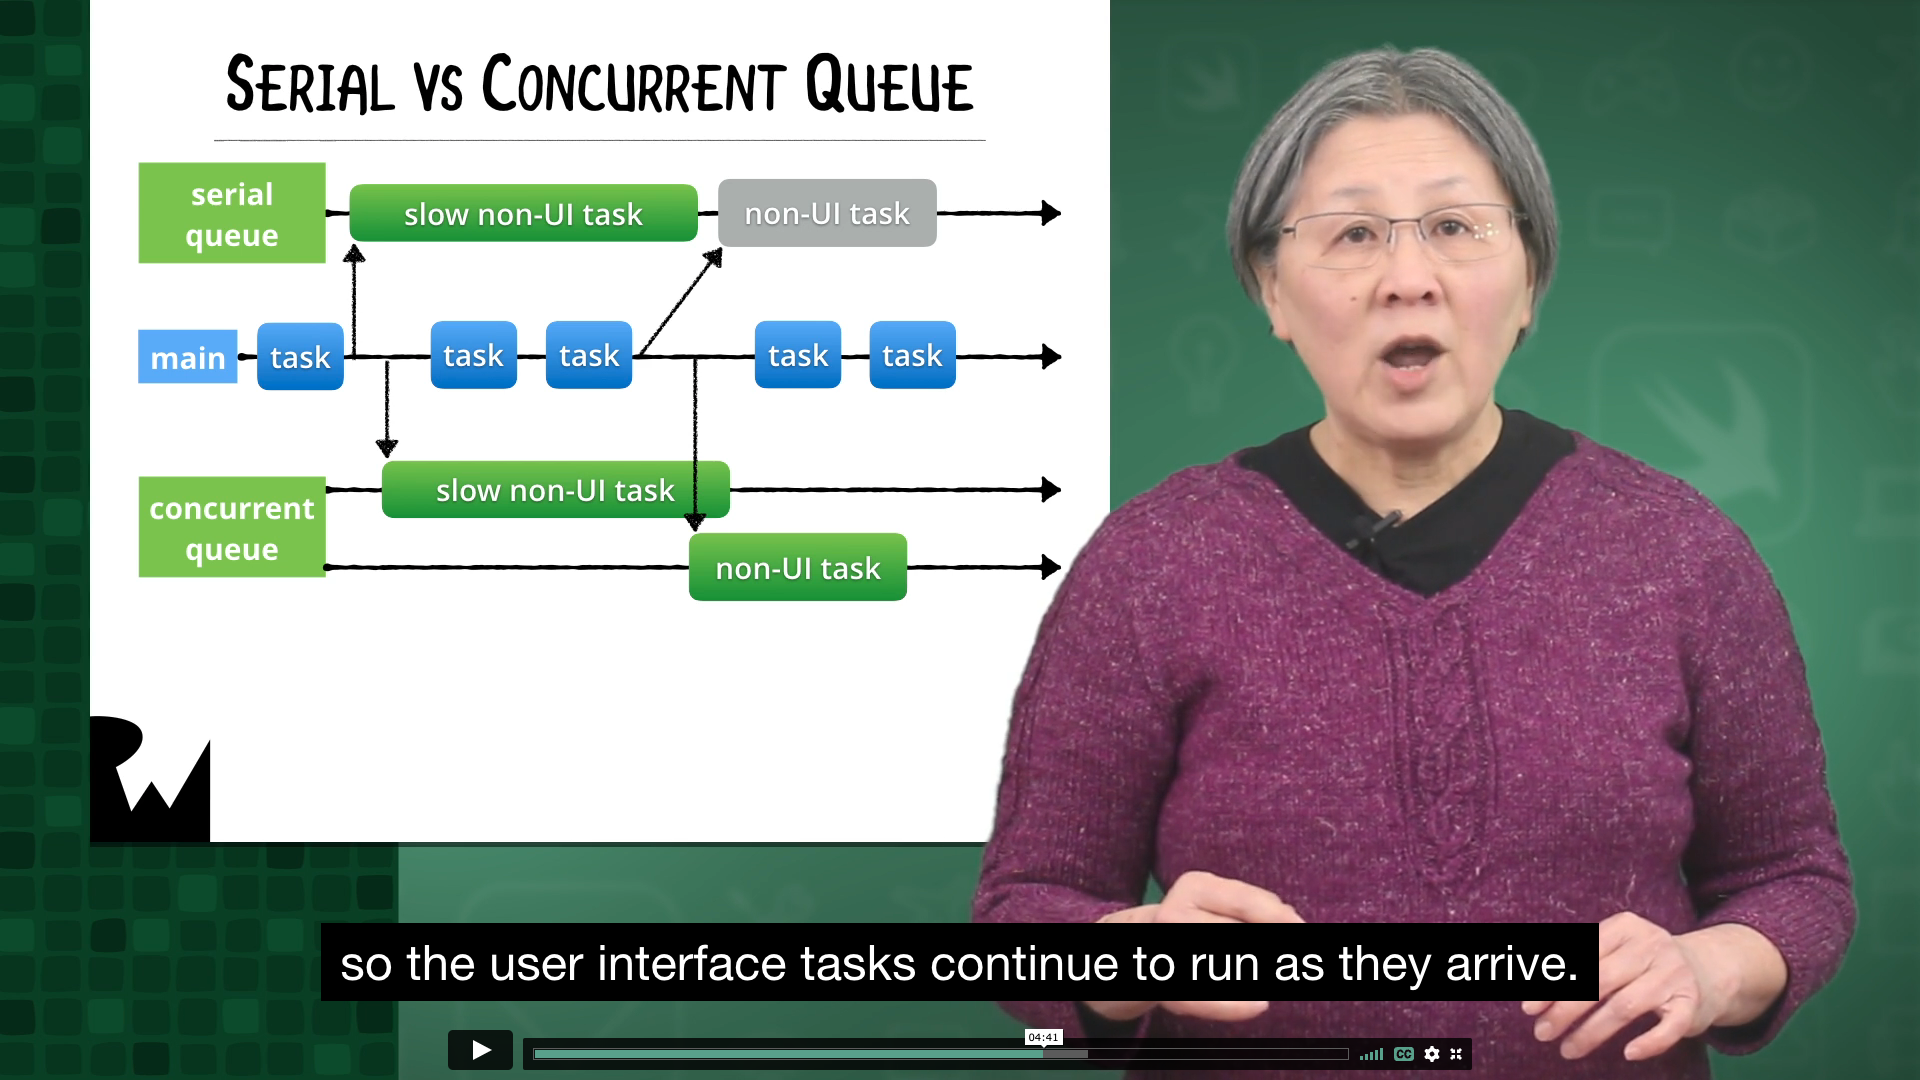 SERIAL VS CONCURRENT QUEUE
serial
queue
slow non-UI task
non-UI task
main
task
task
task
task
task
concurrent
queue
slow non-UI task
non-UI task
RW
so the user interface tasks continue to run as they arrive.
04:41
CC